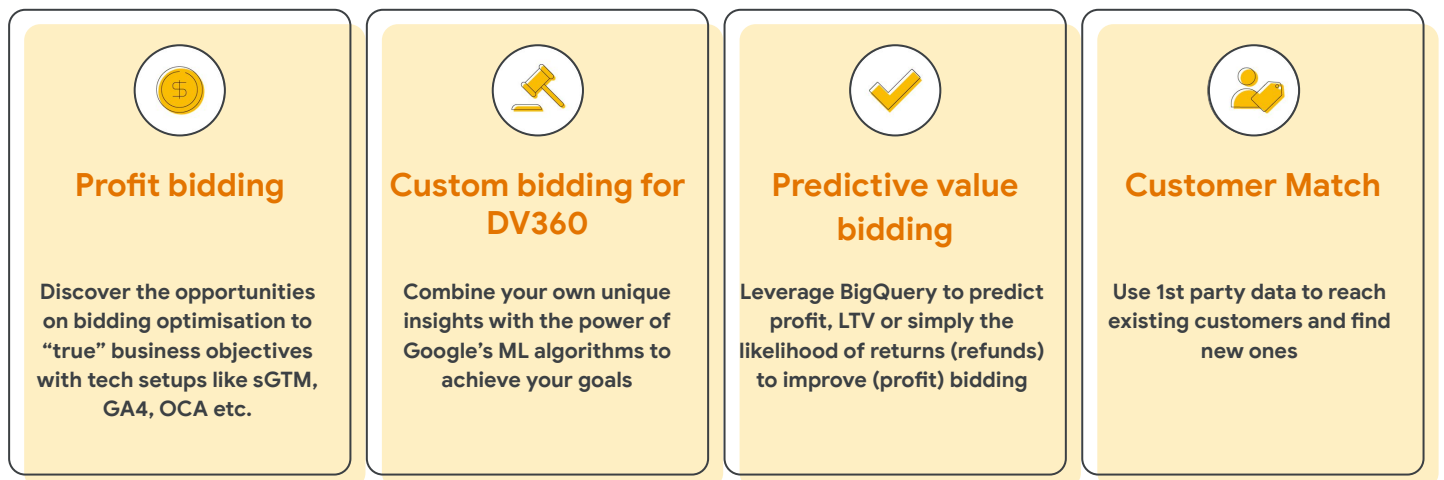 $
Profit bidding
Discover the opportunities
on bidding optimisation to
“true” business objectives
with tech setups like sGTM,
GA4, OCA etc.
Custom bidding for
DV360
Combine your own unique
insights with the power of
Google’s ML algorithms to
achieve your goals
Predictive value
bidding
Leverage BigQuery to predict
profit, LTV or simply the
likelihood of returns (refunds)
to improve (profit) bidding
Customer Match
Use 1st party data to reach
existing customers and find
new ones